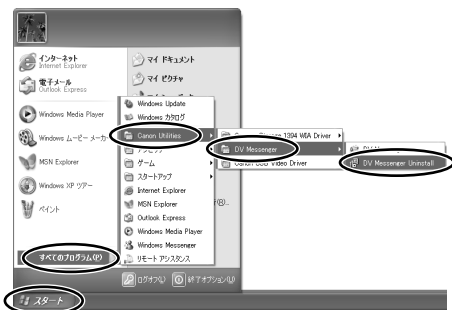 インターネット
Internet Explorer
電子メール
Outlook Express
Windows Media Player
Windows ムービー メーカー
MSN Explorer
Windows XP ツアー
ペイント
すべてのプログラム(P)
マイ ドキュメント
マイ ピクチャ
Windows Update
Windows カタログ
Canon Utilities
ゲーム
スタートアップ
Internet Explorer
MSN Explorer
Outlook Express
Windows Media Player
Windows Messenger
リモート アシスタンス
1394 WIA Driver
DV Messenger
Canon USB Video Driver
DV Messenger Uninstall
ログオフ(L)
終了オプション(U)
スタート